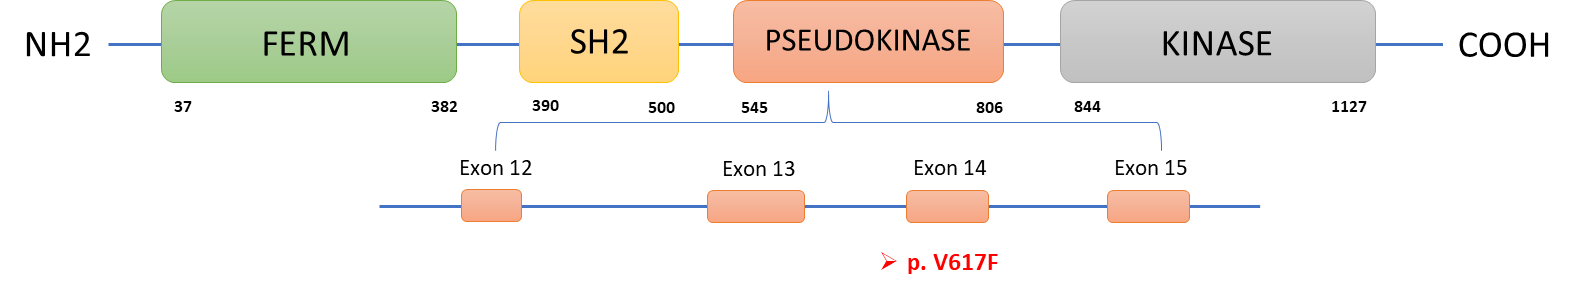 NH2 FERM SH2 PSEUDOKINASE KINASE COOH
37 382 390 500 545 806 844 1127
Exon 12 Exon 13 Exon 14 Exon 15
➢ p. V617F